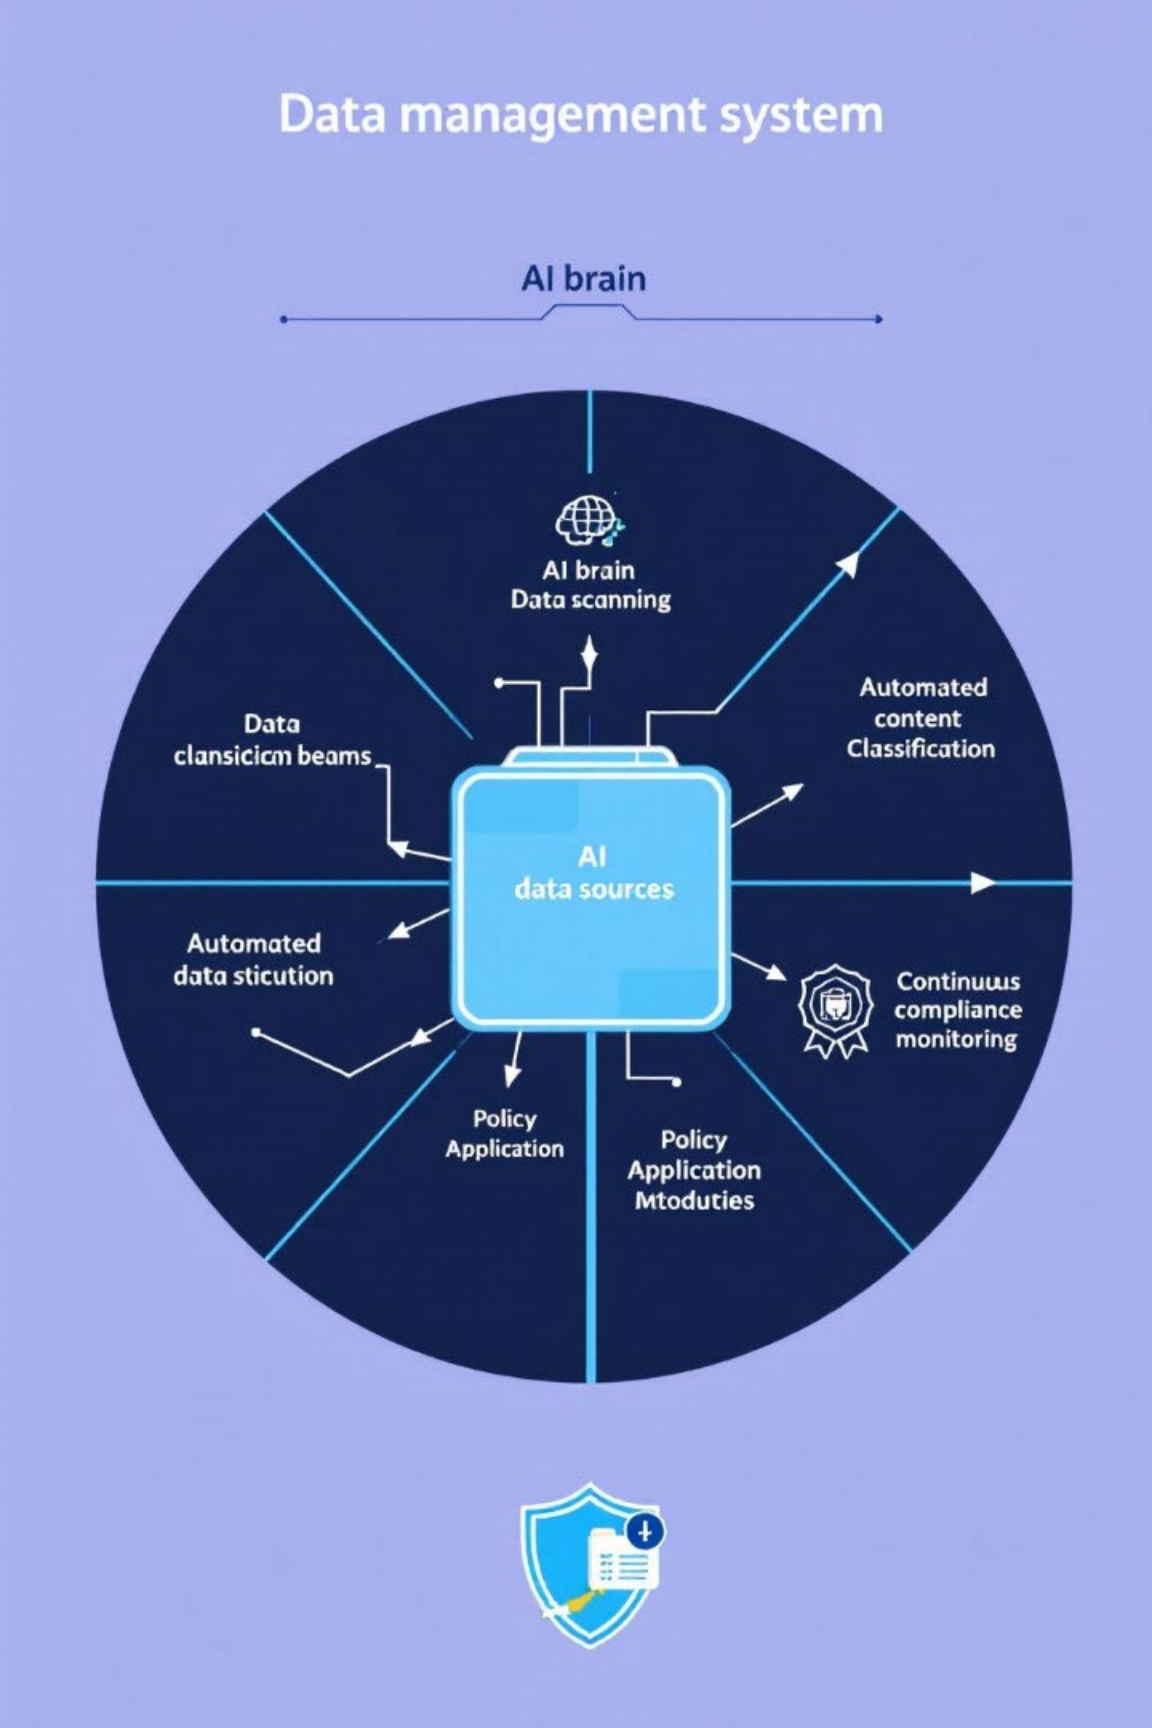 Data management system
AI brain
AI brain
Data scanning
Automated
content
Classification
Data
clansicicm beams
AI
data sources
Automated
data sticution
Continuus
compliance
monitoring
Policy
Application
Policy
Application
Mtoduties